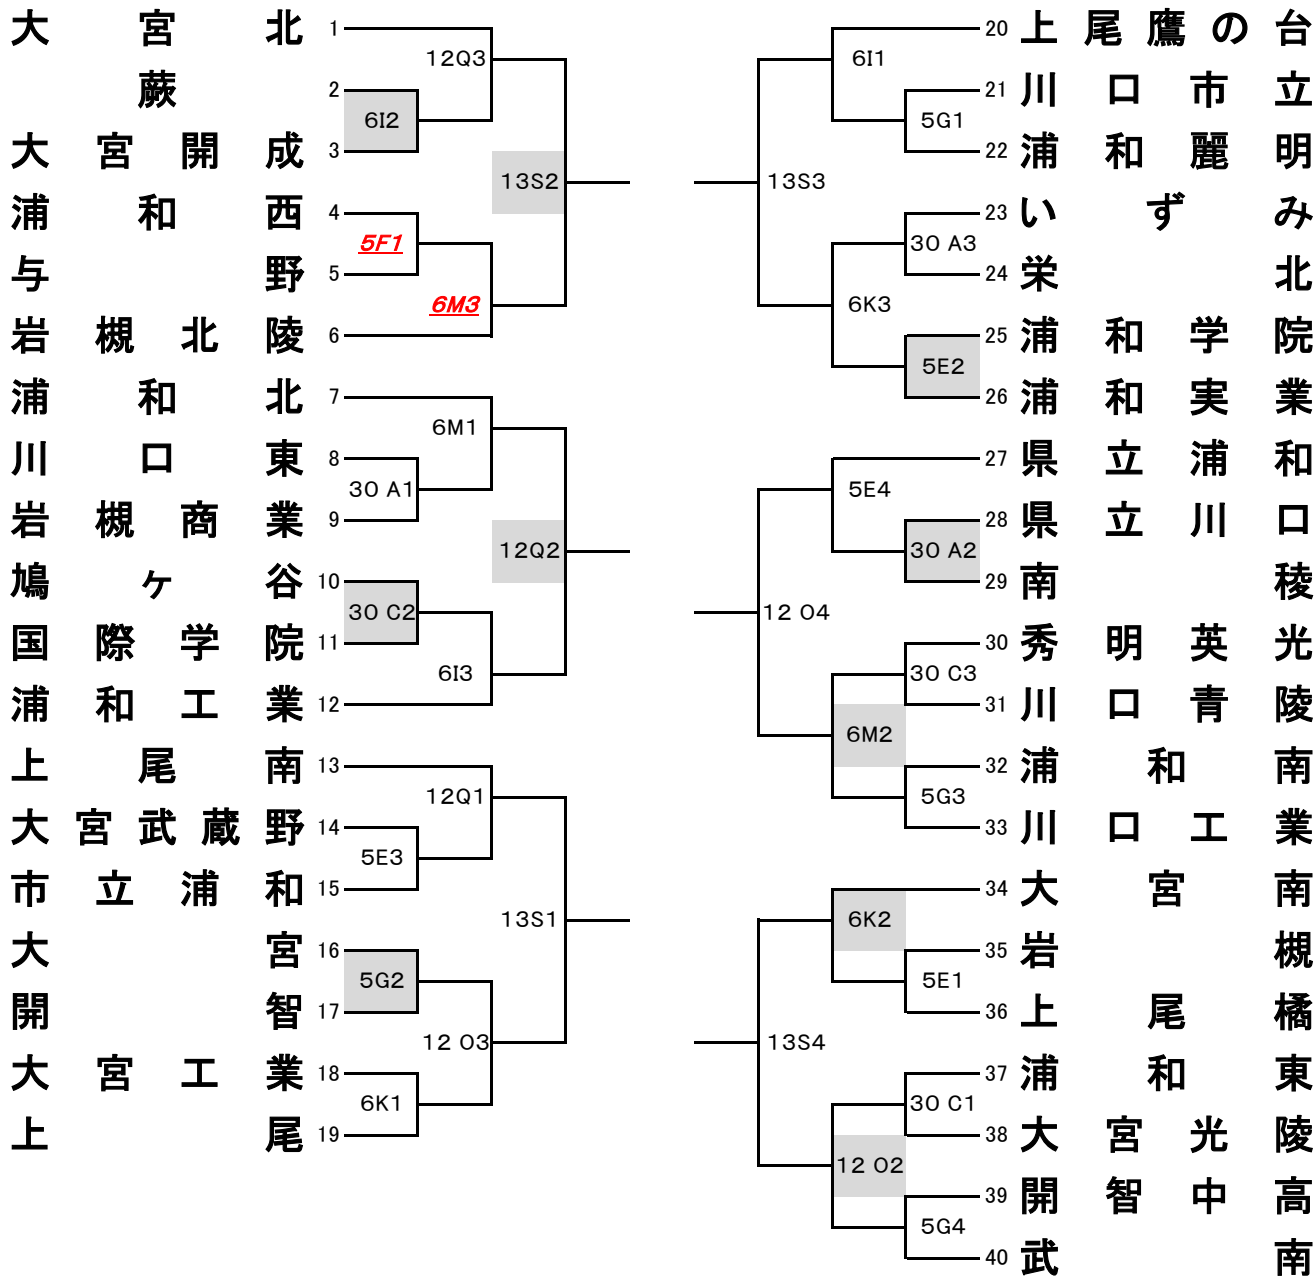 大宮北 1
12Q3
蕨 2
6I2
大宮開成 3
13S2
浦和西 4
5F1
与野 5
6M3
岩槻北陵 6
浦和北 7
6M1
川口東 8
30 A1
岩槻商業 9
12Q2
鳩ヶ谷 10
30 C2
国際学院 11
6I3
浦和工業 12
上尾南 13
12Q1
大宮武蔵野 14
5E3
市立浦和 15
13S1
大宮 16
5G2
開智 17
12 O3
大宮工業 18
6K1
上尾 19
20 上尾鷹の台
6I1
21 川口市立
5G1
22 浦和麗明
13S3
23 いずみ
30 A3
24 栄北
6K3
25 浦和学院
5E2
26 浦和実業
27 県立浦和
5E4
28 県立川口
30 A2
29 南稜
12 O4
30 秀明英光
30 C3
31 川口青陵
6M2
32 浦和南
5G3
33 川口工業
34 大宮南
6K2
35 岩槻
5E1
36 上尾橘
13S4
37 浦和東
30 C1
38 大宮光陵
12 O2
39 開智中高
5G4
40 武南